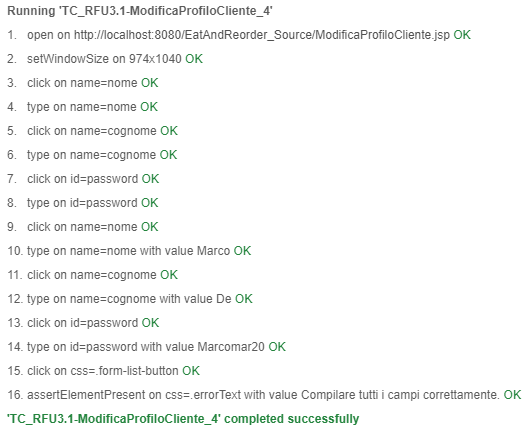 Running 'TC_RFU3.1-ModificaProfiloCliente_4'
1. open on http://localhost:8080/EatAndReorder_Source/ModificaProfiloCliente.jsp OK
2. setWindowSize on 974x1040 OK
3. click on name=nome OK
4. type on name=nome OK
5. click on name=cognome OK
6. type on name=cognome OK
7. click on id=password OK
8. type on id=password OK
9. click on name=nome OK
10. type on name=nome with value Marco OK
11. click on name=cognome OK
12. type on name=cognome with value De OK
13. click on id=password OK
14. type on id=password with value Marcomar20 OK
15. click on css=.form-list-button OK
16. assertElementPresent on css=.errorText with value Compilare tutti i campi correttamente. OK
'TC_RFU3.1-ModificaProfiloCliente_4' completed successfully